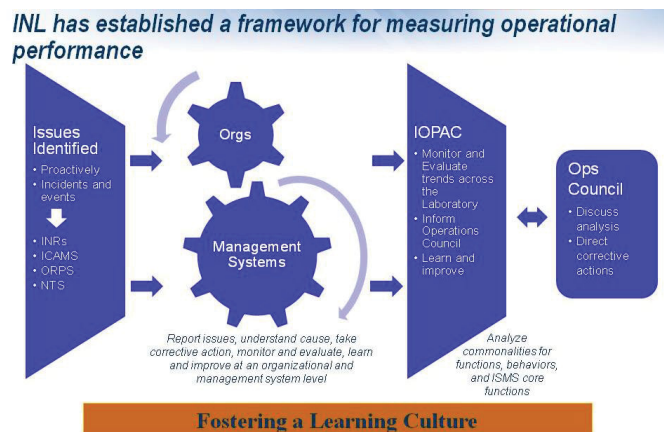 INL has established a framework for measuring operational
performance
Issues
Identified
• Proactively
• Incidents and
events
• INRs
• ICAMS
• ORPS
• NTS
Orgs
Management
Systems
Report issues, understand cause, take
corrective action, monitor and evaluate, learn
and improve at an organizational and
management system level
IOPAC
• Monitor and
Evaluate
trends across
the
Laboratory
• Inform
Operations
Council
• Learn and
improve
Analyze
commonalities for
functions, behaviors,
and ISMS core
functions
Ops
Council
• Discuss
analysis
• Direct
corrective
actions
Fostering a Learning Culture